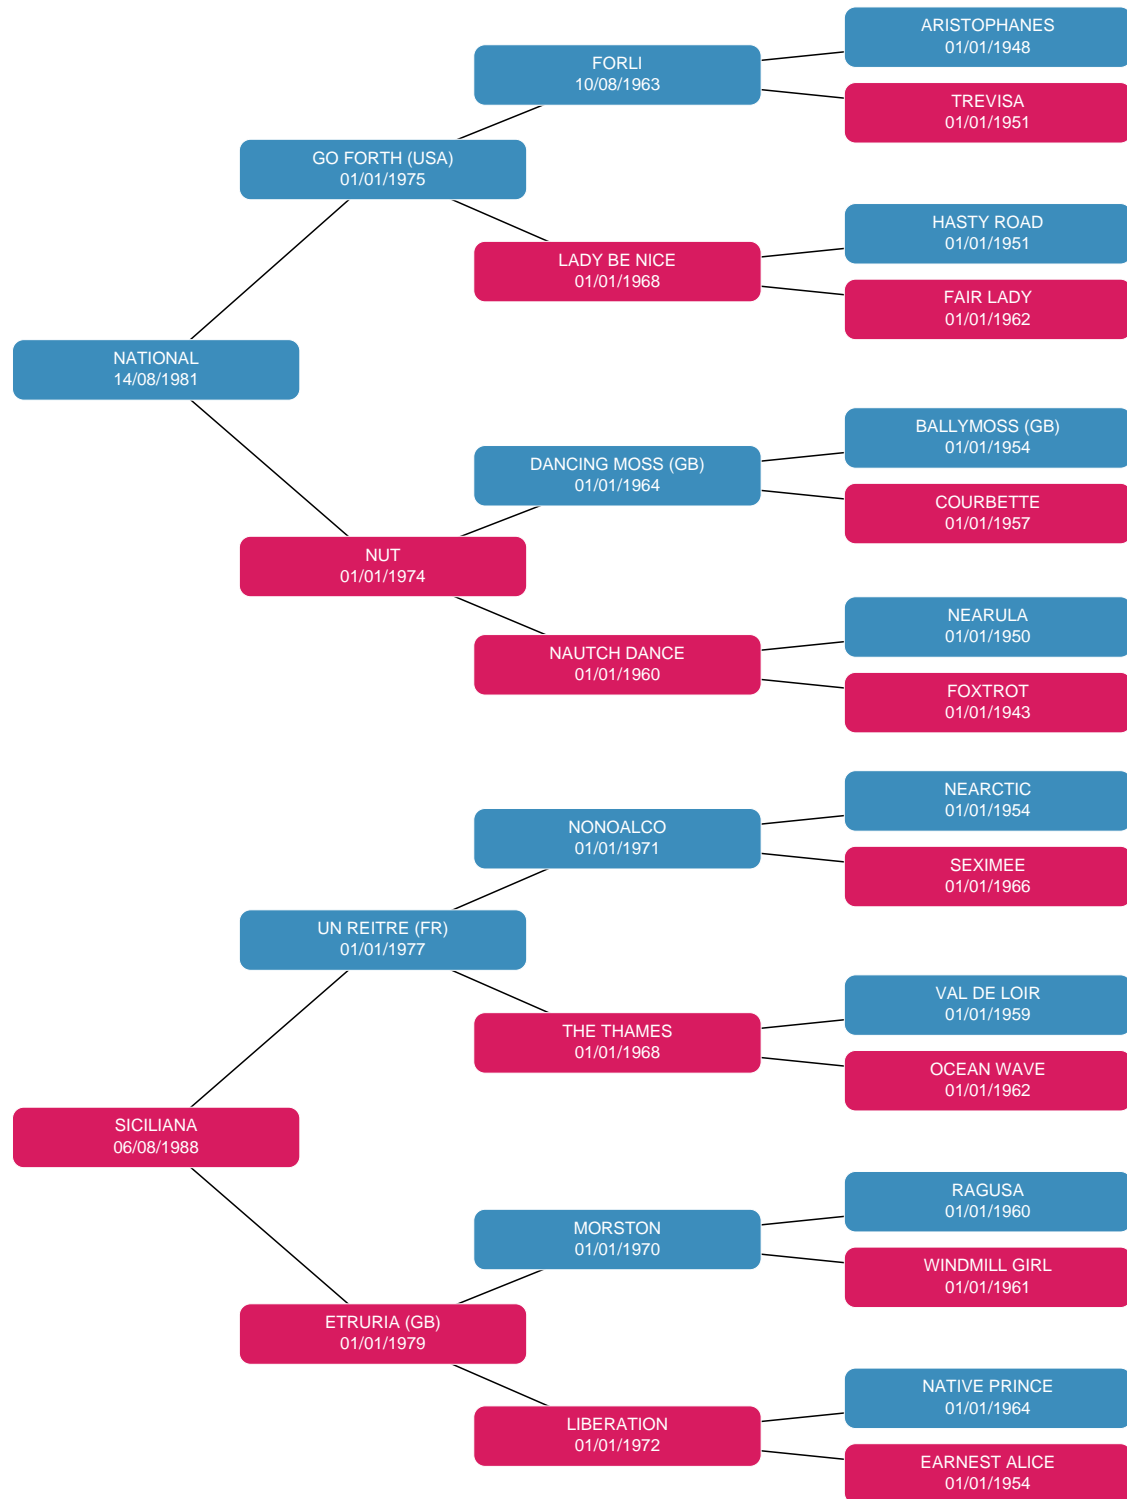 ARISTOPHANES
01/01/1948
FORLI
10/08/1963
TREVISA
01/01/1951
GO FORTH (USA)
01/01/1975
HASTY ROAD
01/01/1951
LADY BE NICE
01/01/1968
FAIR LADY
01/01/1962
NATIONAL
14/08/1981
BALLYMOSS (GB)
01/01/1954
DANCING MOSS (GB)
01/01/1964
COURBETTE
01/01/1957
NUT
01/01/1974
NEARULA
01/01/1950
NAUTCH DANCE
01/01/1960
FOXTROT
01/01/1943
NEARCTIC
01/01/1954
NONOALCO
01/01/1971
SEXIMEE
01/01/1966
UN REITRE (FR)
01/01/1977
VAL DE LOIR
01/01/1959
THE THAMES
01/01/1968
OCEAN WAVE
01/01/1962
SICILIANA
06/08/1988
RAGUSA
01/01/1960
MORSTON
01/01/1970
WINDMILL GIRL
01/01/1961
ETRURIA (GB)
01/01/1979
NATIVE PRINCE
01/01/1964
LIBERATION
01/01/1972
EARNEST ALICE
01/01/1954